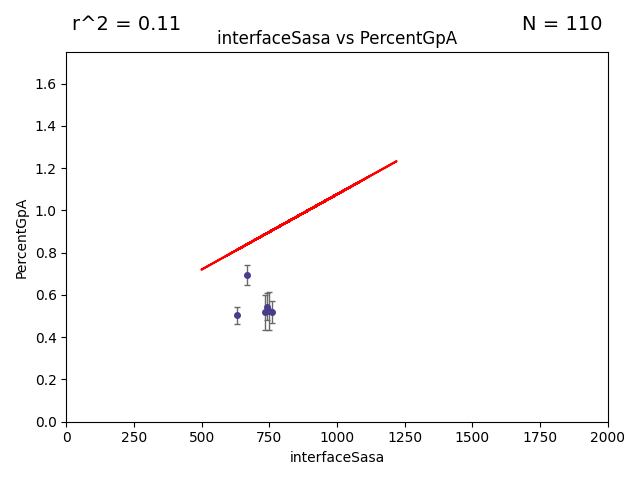 r^2 = 0.11
N = 110
interfaceSasa vs PercentGpA
PercentGpA
1.6
1.4
1.2
1.0
0.8
0.6
0.4
0.2
0.0
0 250 500 750 1000 1250 1500 1750 2000
interfaceSasa